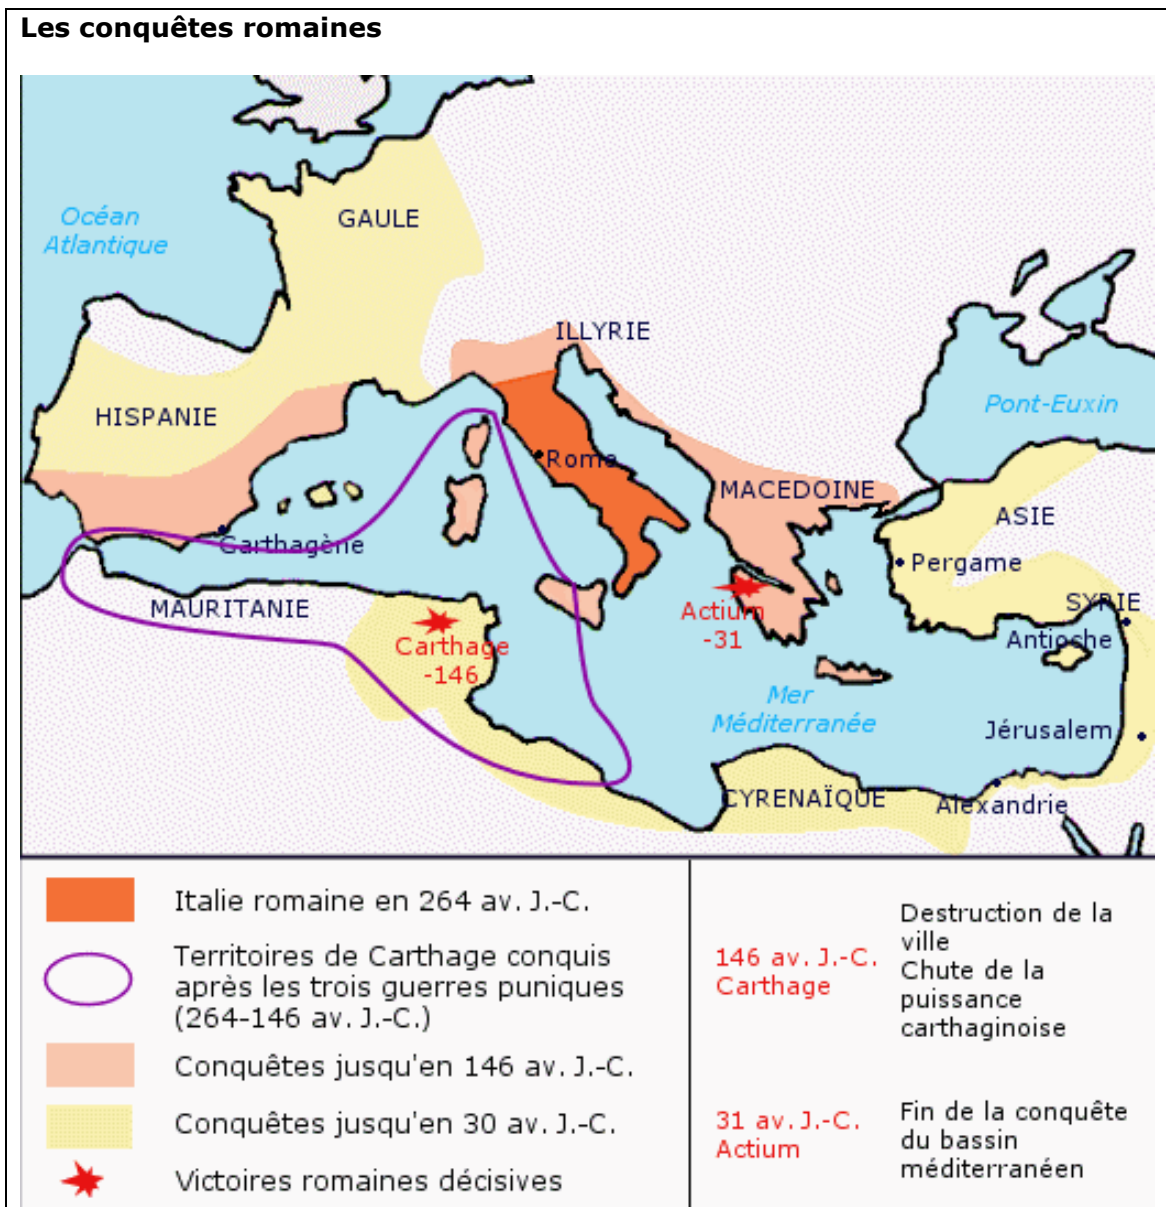 Les conquêtes romaines
Océan
Atlantique
GAULE
ILLYRIE
HISPANIE
Pont-Euxin
Rome
MACEDOINE
ASIE
Carthagène
Pergame
MAURITANIE
SYRIE
Actium
-31
Antioche
Carthage
-146
Mer
Méditerranée
Jérusalem
CYRENAÏQUE
Alexandrie
Italie romaine en 264 av. J.-C.
Territoires de Carthage conquis
après les trois guerres puniques
(264-146 av. J.-C.)
Conquêtes jusqu'en 146 av. J.-C.
Conquêtes jusqu'en 30 av. J.-C.
Victoires romaines décisives
146 av. J.-C.
Carthage
Destruction de la
ville
Chute de la
puissance
carthaginoise
31 av. J.-C.
Actium
Fin de la conquête
du bassin
méditerranéen